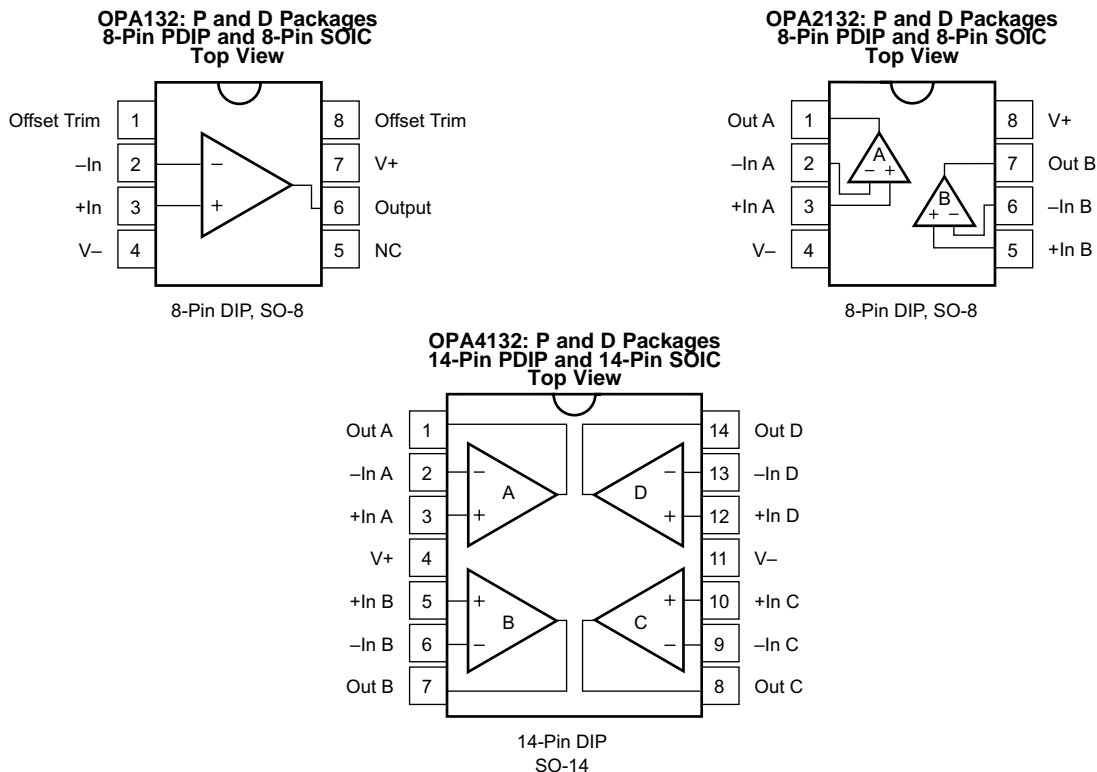 OPA132: P and D Packages
8-Pin PDIP and 8-Pin SOIC
Top View
Offset Trim 1 8 Offset Trim
–In 2 – 7 V+
+In 3 + 6 Output
V– 4 5 NC
8-Pin DIP, SO-8
OPA2132: P and D Packages
8-Pin PDIP and 8-Pin SOIC
Top View
Out A 1 8 V+
A
–In A 2 – + 7 Out B
B
+In A 3 + – 6 –In B
V– 4 5 +In B
8-Pin DIP, SO-8
OPA4132: P and D Packages
14-Pin PDIP and 14-Pin SOIC
Top View
Out A 1 14 Out D
–In A 2 – – 13 –In D
A D
+In A 3 + + 12 +In D
V+ 4 11 V–
+In B 5 + + 10 +In C
B C
–In B 6 – – 9 –In C
Out B 7 8 Out C
14-Pin DIP
SO-14